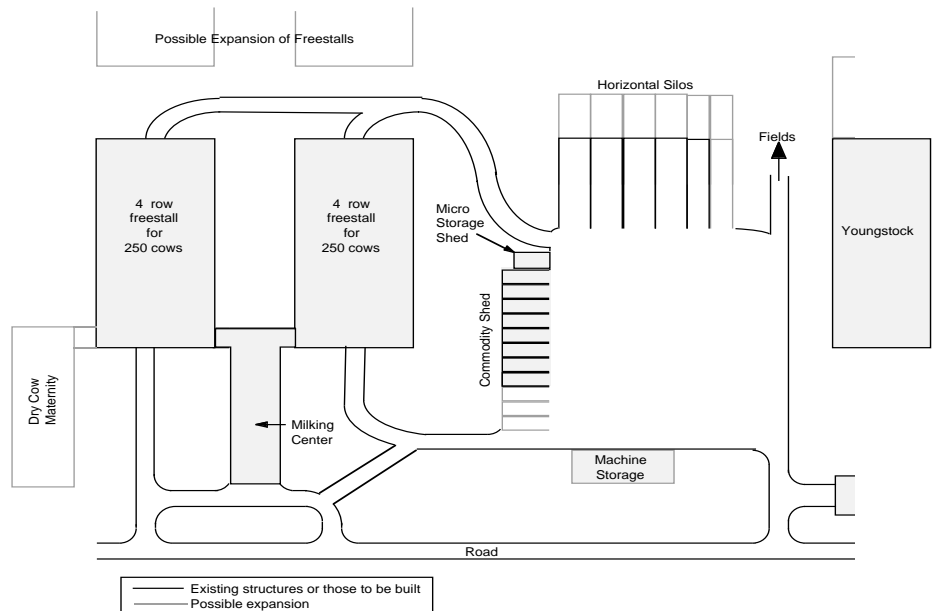 Possible Expansion of Freestalls
Horizontal Silos
Fields
4 row
freestall
for
250 cows
4 row
freestall
for
250 cows
Micro
Storage
Shed
Youngstock
Commodity Shed
Dry Cow
Maternity
Milking
Center
Machine
Storage
Road
Existing structures or those to be built
Possible expansion